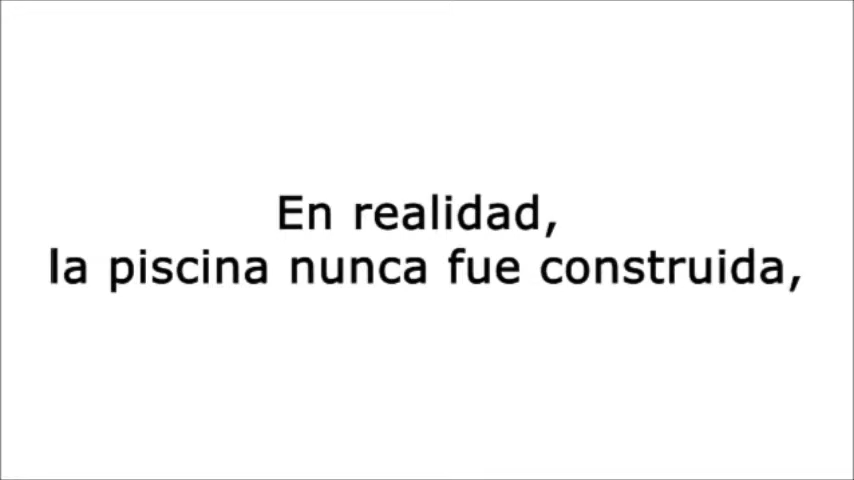 En realidad,
la piscina nunca fue construida,